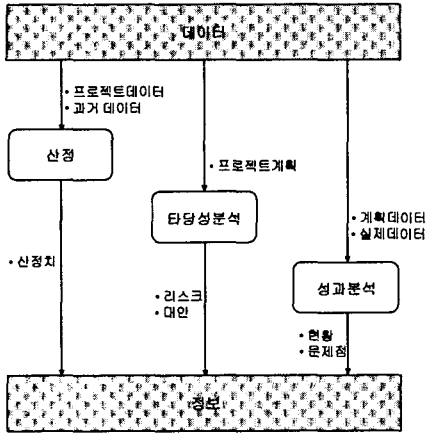 데이터
• 프로젝트데이터
• 과거 데이터
산정
• 프로젝트계획
타당성분석
• 계획데이터
• 실제데이터
• 산정치
성과분석
• 리스크
• 대안
• 현황
• 문제점
정보